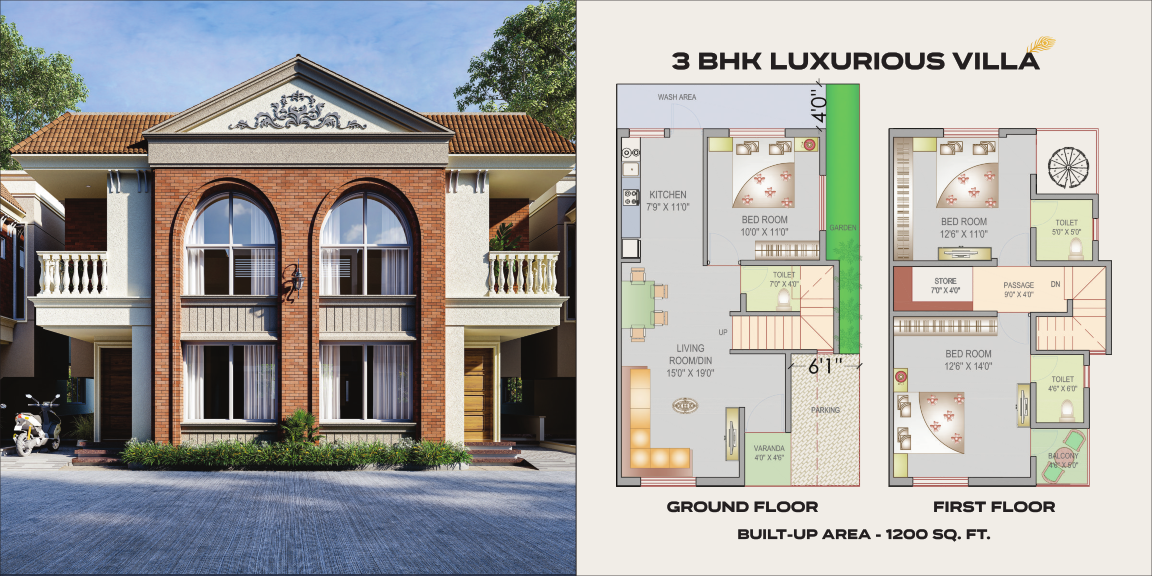 3 BHK LUXURIOUS VILLA
WASH AREA
4'0"
KITCHEN
7'9" X 11'0"
BED ROOM
10'0" X 11'0"
GARDEN
TOILET
7'0" X 4'0"
UP
LIVING
ROOM/DIN
15'0" X 19'0"
6'1"
PARKING
VARANDA
4'0" X 4'6"
GROUND FLOOR
BED ROOM
12'6" X 11'0"
TOILET
5'0" X 5'0"
STORE
7'0" X 4'0"
PASSAGE
9'0" X 4'0"
DN
BED ROOM
12'6" X 14'0"
TOILET
4'6" X 6'0"
BALCONY
4'6" X 5'0"
FIRST FLOOR
BUILT-UP AREA - 1200 SQ. FT.